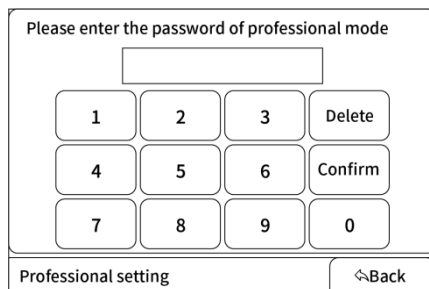 Please enter the password of professional mode
1 2 3 Delete
4 5 6 Confirm
7 8 9 0
Professional setting Back